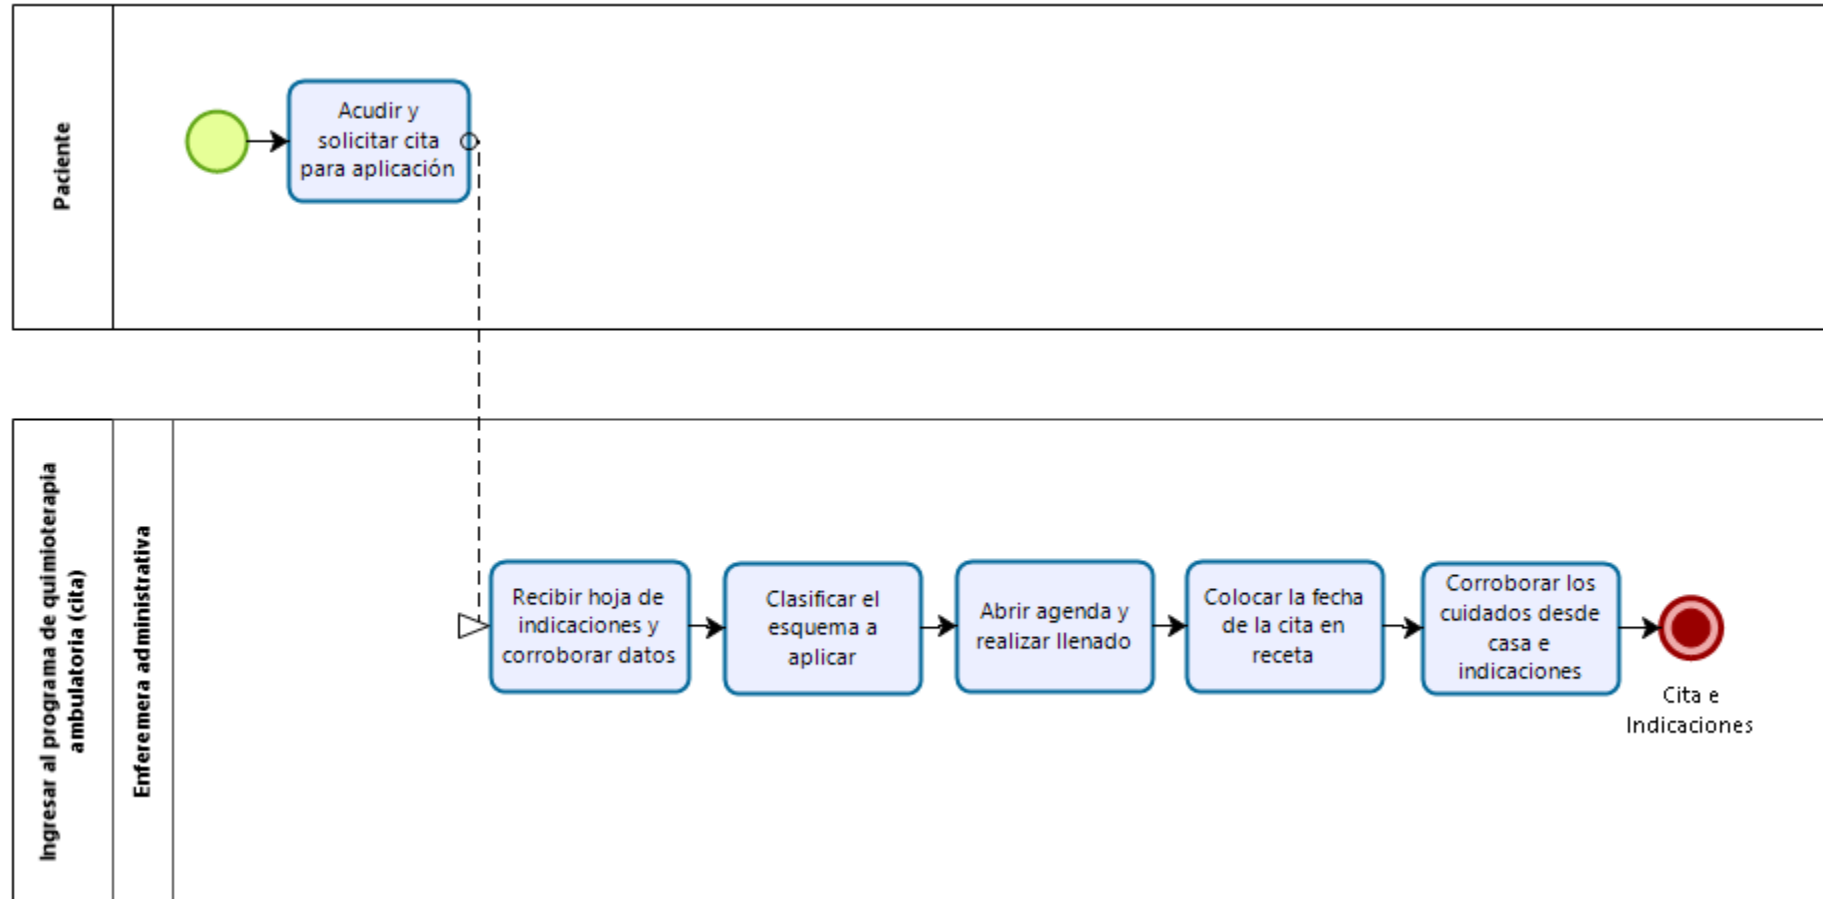 Paciente
Acudir y
solicitar cita
para aplicación
Ingresar al programa de quimioterapia
ambulatoria (cita)
Enferemera administrativa
Recibir hoja de
indicaciones y
corroborar datos
Clasificar el
esquema a
aplicar
Abrir agenda y
realizar llenado
Colocar la fecha
de la cita en
receta
Corroborar los
cuidados desde
casa e
indicaciones
Cita e
Indicaciones